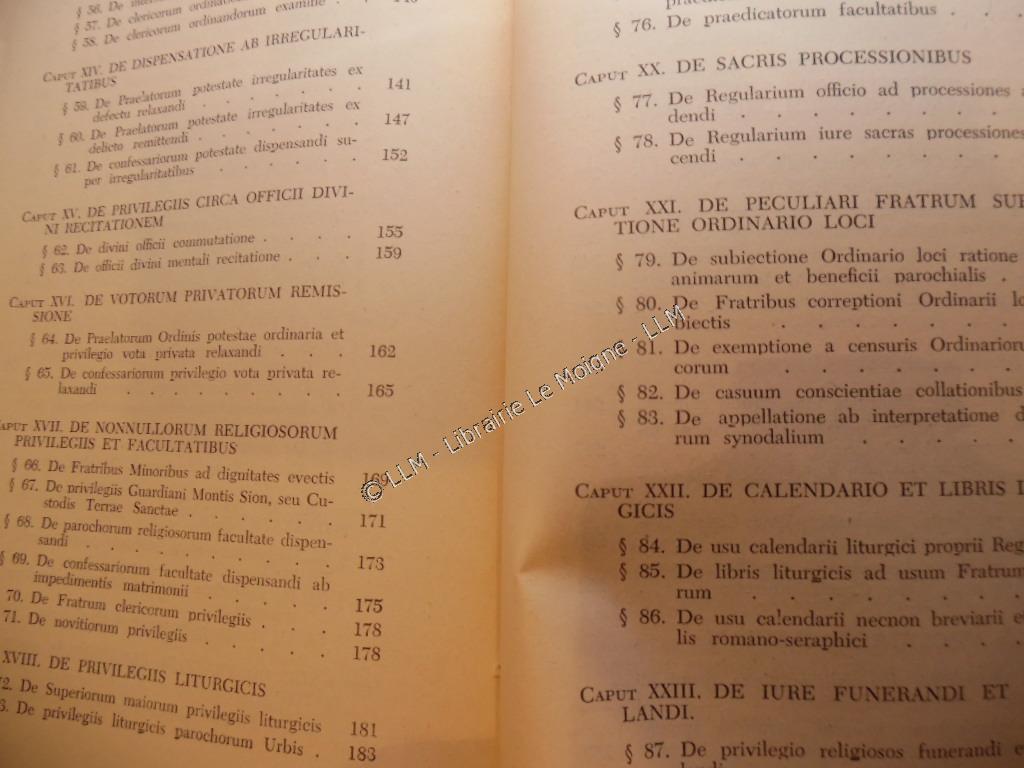 § 57. De clericorum
§ 58. De clericorum ordinandorum examine .
CAPUT XIV. DE DISPENSATIONE AB IRREGULARI-
TATIBUS
§ 59. De Praelatorum potestate irregularitates ex
defectu relaxandi . . . . . . . 141
§ 60. De Praelatorum potestate irregularitates ex
delicto remittendi . . . . . . . 147
§ 61. De confessariorum potestate dispensandi su-
per irregularitatibus . . . . . . 152
CAPUT XV. DE PRIVILEGIIS CIRCA OFFICII DIVI-
NI RECITATIONEM
§ 62. De divini officii commutatione . . . . 155
§ 63. De officii divini mentali recitatione . . . 159
CAPUT XVI. DE VOTORUM PRIVATORUM REMIS-
SIONE
§ 64. De Praelatorum Ordinis potestae ordinaria et
privilegio vota privata relaxandi . . . 162
§ 65. De confessariorum privilegio vota privata re-
laxandi . . . . . . . . . 165
CAPUT XVII. DE NONNULLORUM RELIGIOSORUM
PRIVILEGIIS ET FACULTATIBUS
§ 66. De Fratribus Minoribus ad dignitates evectis 169
§ 67. De privilegiis Guardiani Montis Sion, seu Cu-
stodis Terrae Sanctae . . . . . . 171
§ 68. De parochorum religiosorum facultate dispen-
sandi . . . . . . . . . 173
§ 69. De confessariorum facultate dispensandi ab
impedimentis matrimonii . . . . . 175
70. De Fratrum clericorum privilegiis . . . 178
71. De novitiorum privilegiis . . . . . 178
XVIII. DE PRIVILEGIIS LITURGICIS
2. De Superiorum maiorum privilegiis liturgicis 181
3. De privilegiis liturgicis parochorum Urbis . 183
§ 76. De praedicatorum facultatibus . . .
CAPUT XX. DE SACRIS PROCESSIONIBUS
§ 77. De Regularium officio ad processiones a
dendi . . . . . . .
§ 78. De Regularium iure sacras processiones
cendi . . . . . . .
CAPUT XXI. DE PECULIARI FRATRUM SUB
TIONE ORDINARIO LOCI
§ 79. De subiectione Ordinario loci ratione
animarum et beneficii parochialis .
§ 80. De Fratribus correptioni Ordinarii lo
biectis . . . . . . .
81. De exemptione a censuris Ordinarioru
corum . . . . . . .
§ 82. De casuum conscientiae collationibus
§ 83. De appellatione ab interpretatione d
rum synodalium . . . . .
CAPUT XXII. DE CALENDARIO ET LIBRIS L
GICIS
§ 84. De usu calendarii liturgici proprii Reg
§ 85. De libris liturgicis ad usum Fratrum
rum . . . . . . . .
§ 86. De usu calendarii necnon breviarii e
lis romano-seraphici . . . .
CAPUT XXIII. DE IURE FUNERANDI ET
LANDI.
§ 87. De privilegio religiosos funerandi e
© LLM - Librairie Le Moigne - LLM